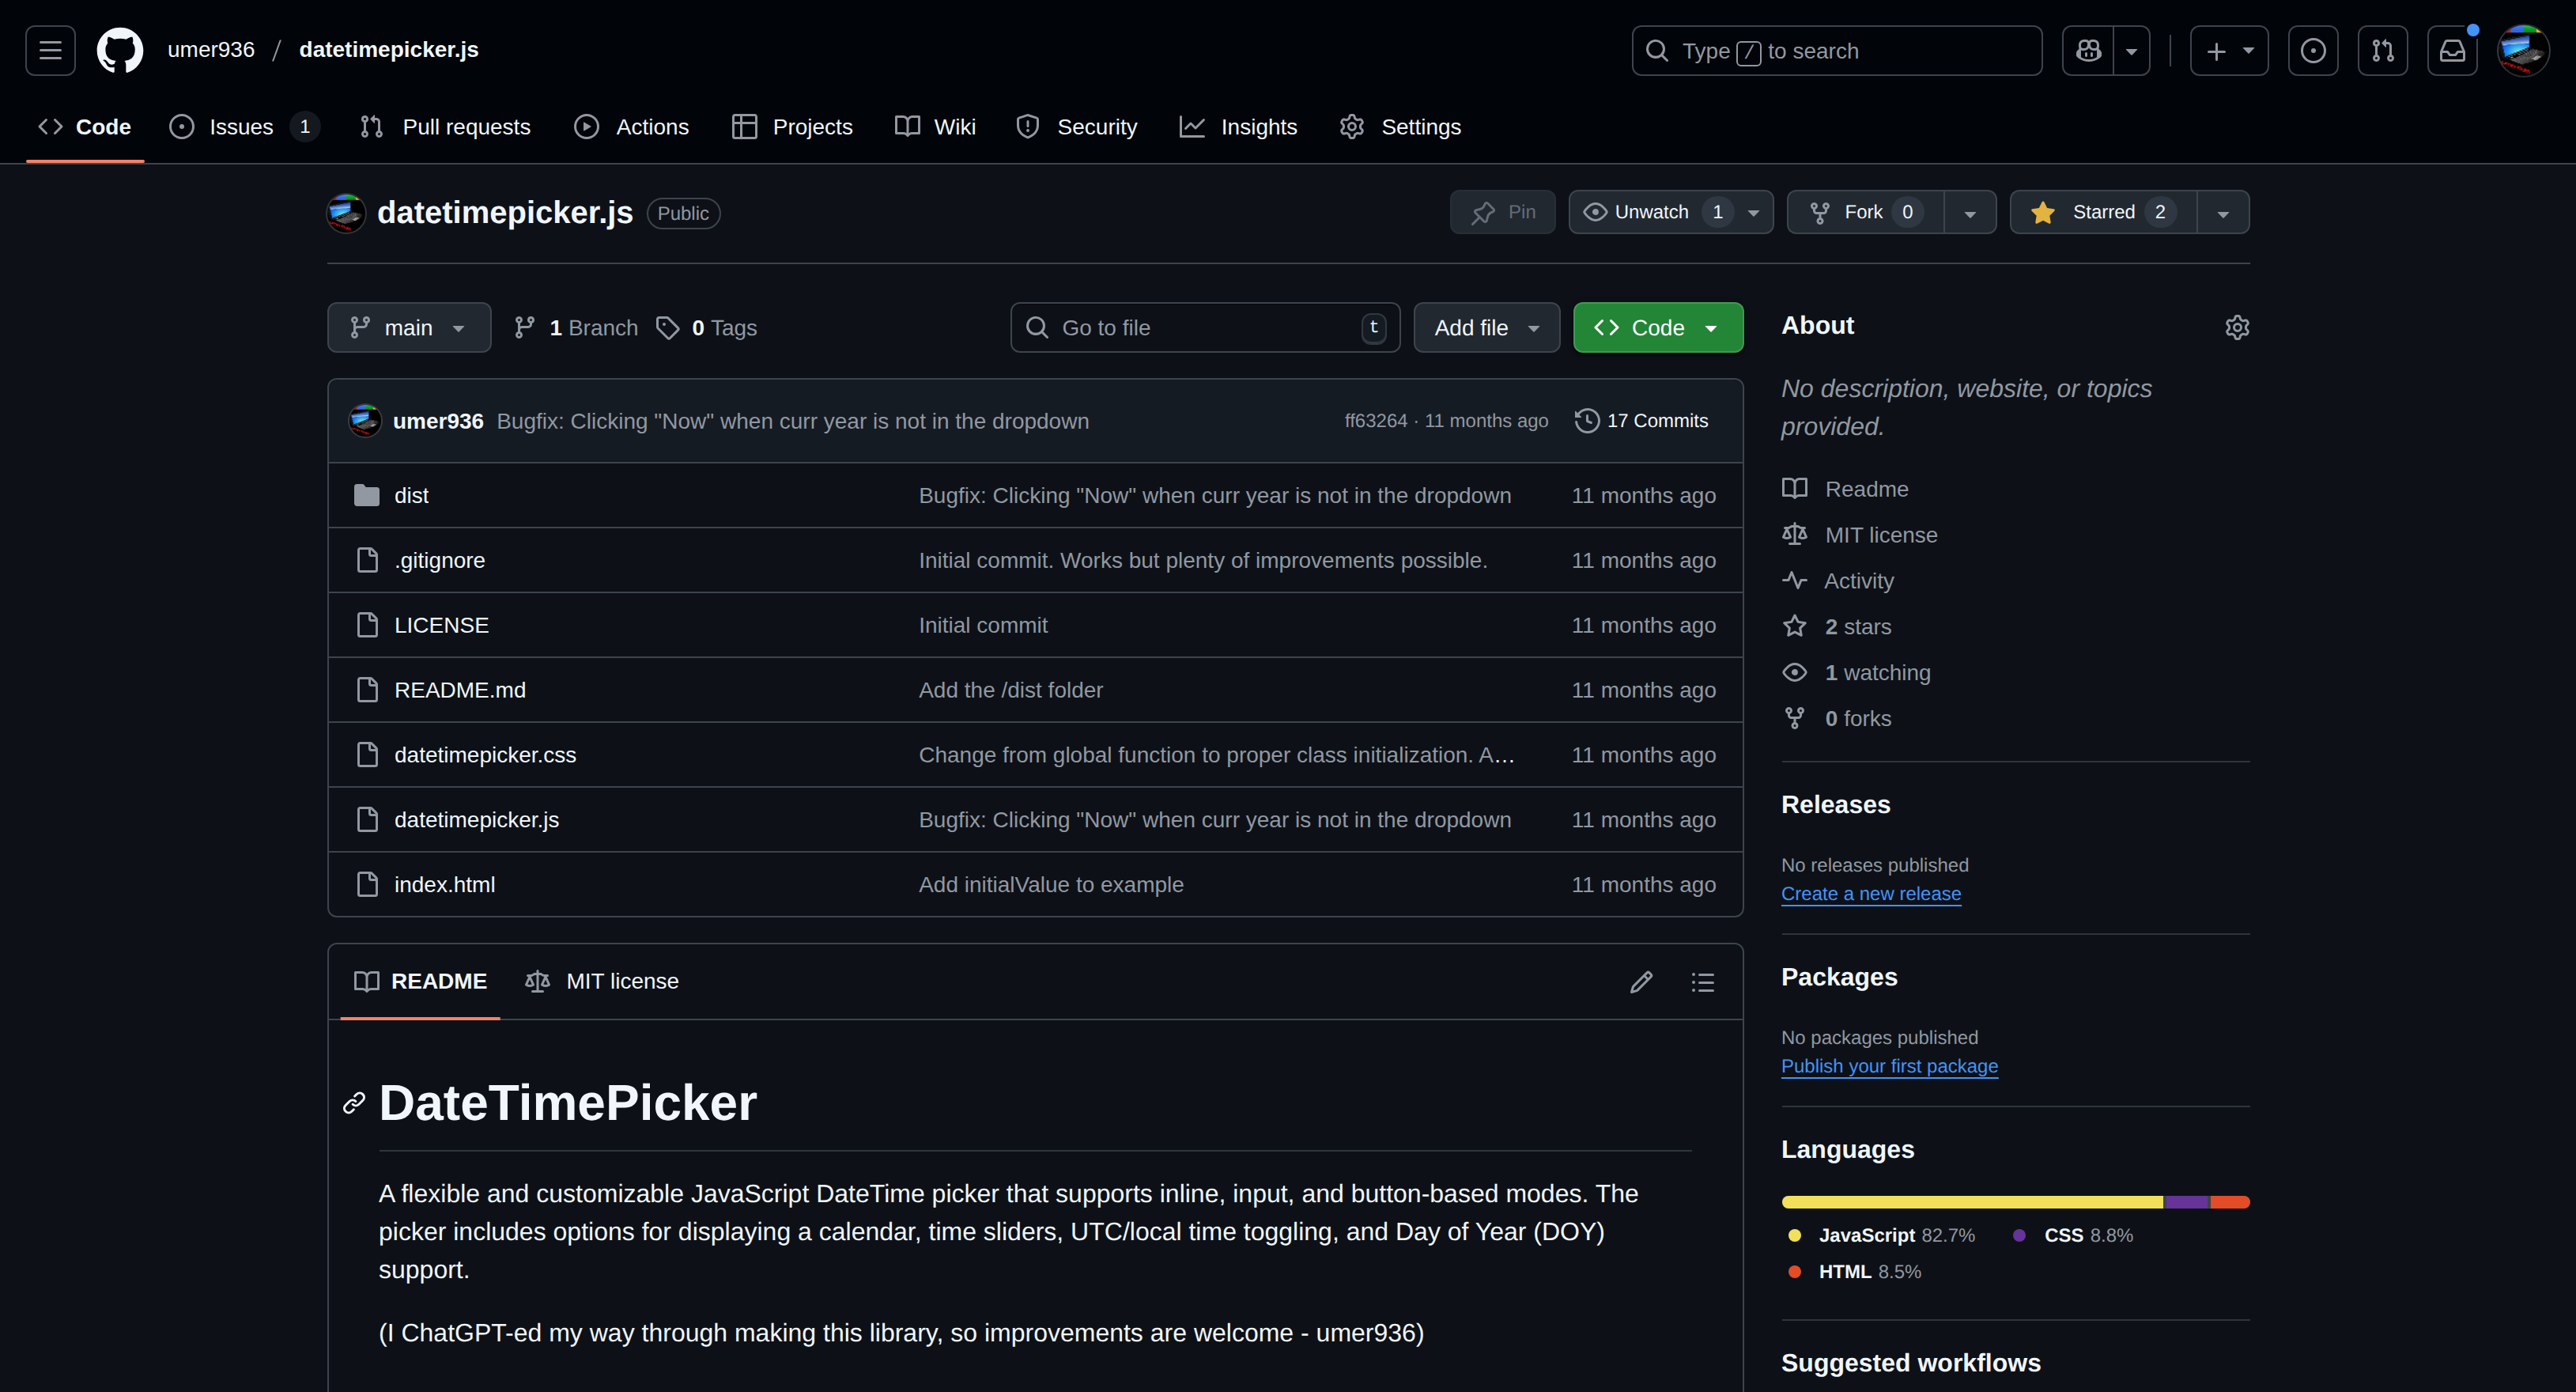 umer936 / datetimepicker.js
Type / to search
Code Issues 1 Pull requests Actions Projects Wiki Security Insights Settings
datetimepicker.js Public
Pin Unwatch 1 Fork 0 Starred 2
main 1 Branch 0 Tags
Go to file t Add file Code
umer936 Bugfix: Clicking "Now" when curr year is not in the dropdown ff63264 · 11 months ago 17 Commits
dist Bugfix: Clicking "Now" when curr year is not in the dropdown 11 months ago
.gitignore Initial commit. Works but plenty of improvements possible. 11 months ago
LICENSE Initial commit 11 months ago
README.md Add the /dist folder 11 months ago
datetimepicker.css Change from global function to proper class initialization. A… 11 months ago
datetimepicker.js Bugfix: Clicking "Now" when curr year is not in the dropdown 11 months ago
index.html Add initialValue to example 11 months ago
README MIT license
DateTimePicker
A flexible and customizable JavaScript DateTime picker that supports inline, input, and button-based modes. The
picker includes options for displaying a calendar, time sliders, UTC/local time toggling, and Day of Year (DOY)
support.
(I ChatGPT-ed my way through making this library, so improvements are welcome - umer936)
About
No description, website, or topics
provided.
Readme
MIT license
Activity
2 stars
1 watching
0 forks
Releases
No releases published
Create a new release
Packages
No packages published
Publish your first package
Languages
JavaScript 82.7% CSS 8.8%
HTML 8.5%
Suggested workflows